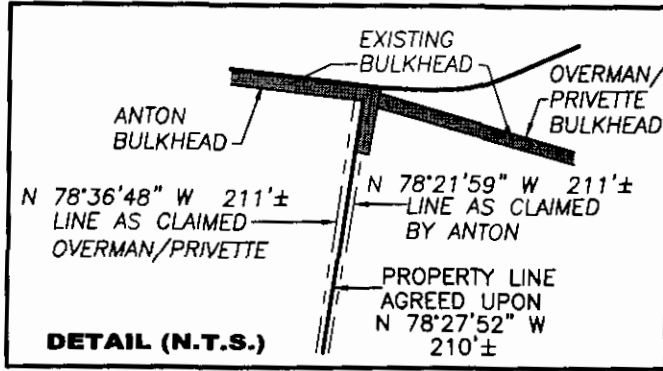 EXISTING
BULKHEAD
OVERMAN/
PRIVETTE
BULKHEAD
ANTON
BULKHEAD
N 78°36'48" W 211'±
LINE AS CLAIMED
OVERMAN/PRIVETTE
N 78°21'59" W 211'±
LINE AS CLAIMED
BY ANTON
PROPERTY LINE
AGREED UPON
N 78°27'52" W
210'±
DETAIL (N.T.S.)